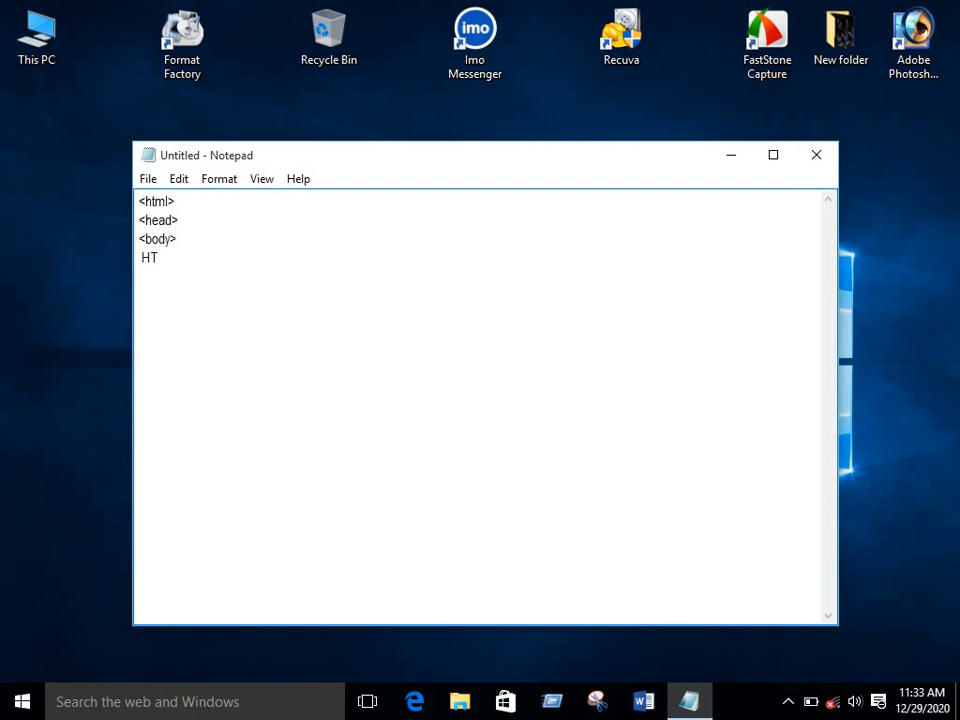 This PC
Format
Factory
Recycle Bin
imo
Imo
Messenger
Recuva
FastStone
Capture
New folder
Adobe
Photosh...
Untitled - Notepad
File Edit Format View Help
<html>
<head>
<body>
HT
Search the web and Windows
11:33 AM
12/29/2020